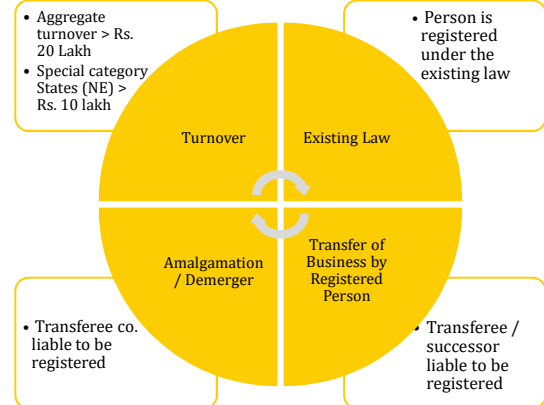 • Aggregate
turnover > Rs.
20 Lakh
• Special category
States (NE) >
Rs. 10 lakh
• Person is
registered
under the
existing law
Turnover
Existing Law
Amalgamation
/ Demerger
Transfer of
Business by
Registered
Person
• Transferee co.
liable to be
registered
• Transferee /
successor
liable to be
registered